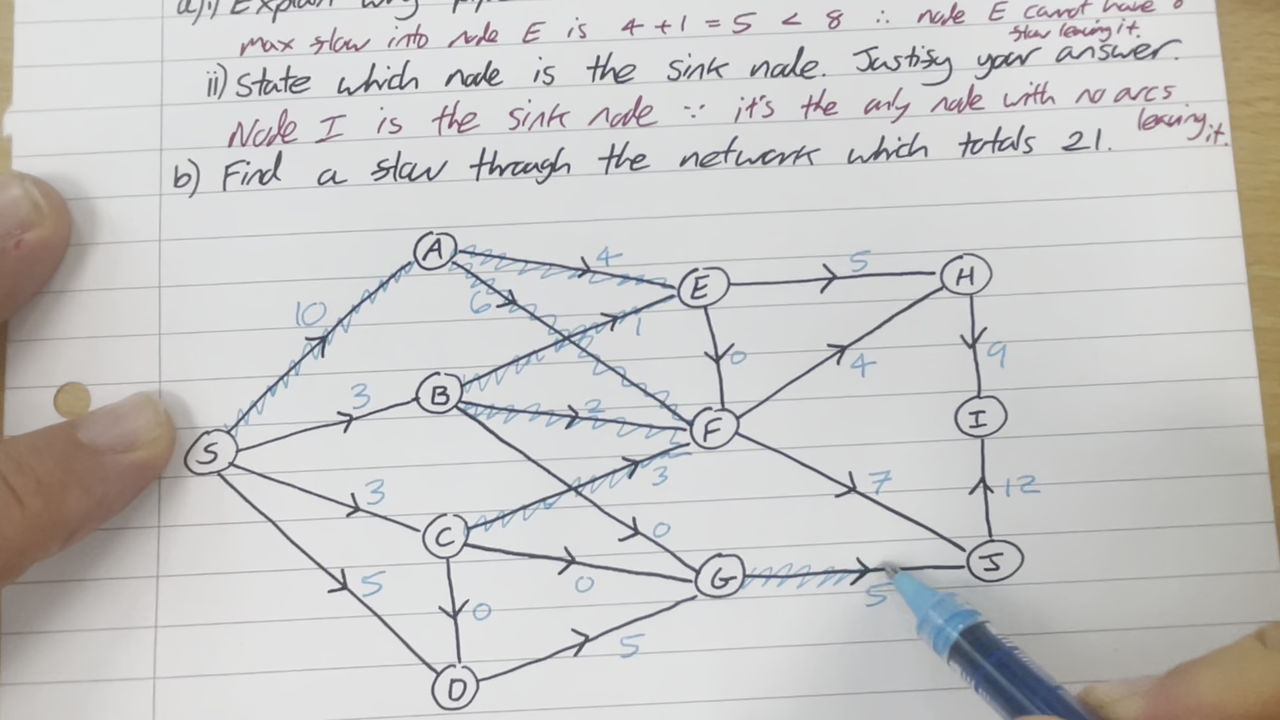 a) i) Explain why
max flow into node E is 4 + 1 = 5 < 8 ∴ node E cannot have 8
flow leaving it.
ii) State which node is the sink node. Justify your answer.
Node I is the sink node ∵ it's the only node with no arcs
leaving it.
b) Find a flow through the network which totals 21.
A
4
E
5
H
10
6
1
0
4
9
3
B
2
F
I
S
3
3
7
12
C
0
G
5
J
5
0
0
5
D